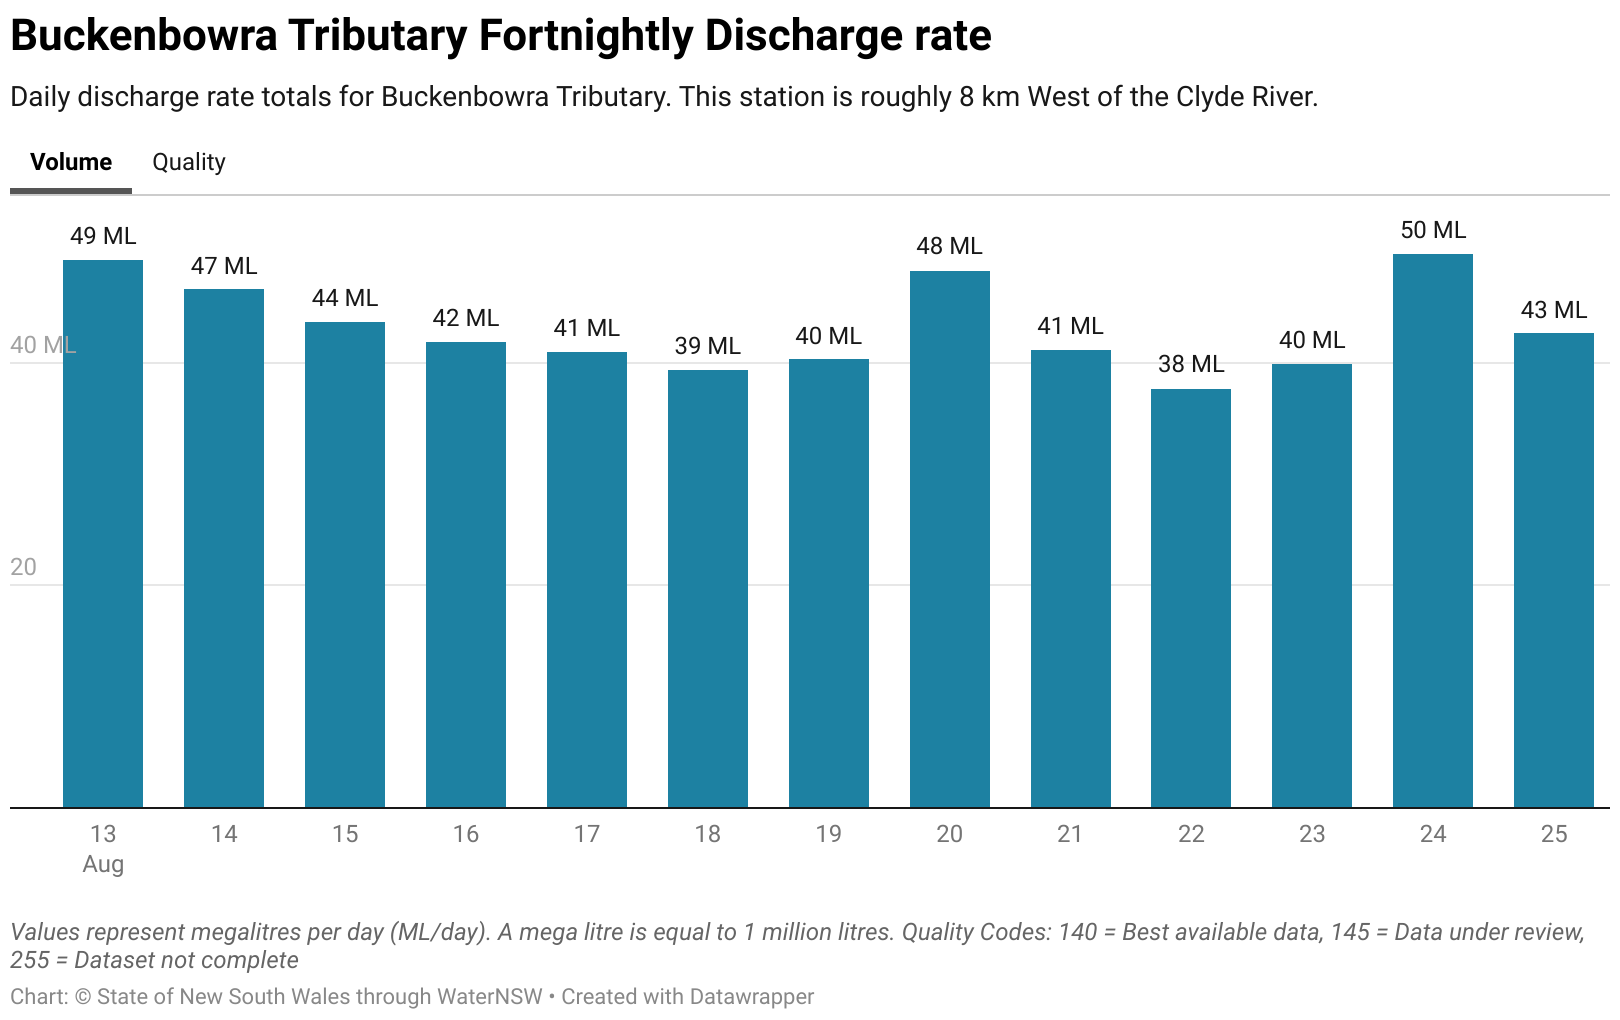 Buckenbowra Tributary Fortnightly Discharge rate
Daily discharge rate totals for Buckenbowra Tributary. This station is roughly 8 km West of the Clyde River.
Volume Quality
49 ML 47 ML 44 ML 42 ML 41 ML 39 ML 40 ML 48 ML 41 ML 38 ML 40 ML 50 ML 43 ML
40 ML
20
13 14 15 16 17 18 19 20 21 22 23 24 25
Aug
Values represent megalitres per day (ML/day). A mega litre is equal to 1 million litres. Quality Codes: 140 = Best available data, 145 = Data under review,
255 = Dataset not complete
Chart: © State of New South Wales through WaterNSW • Created with Datawrapper